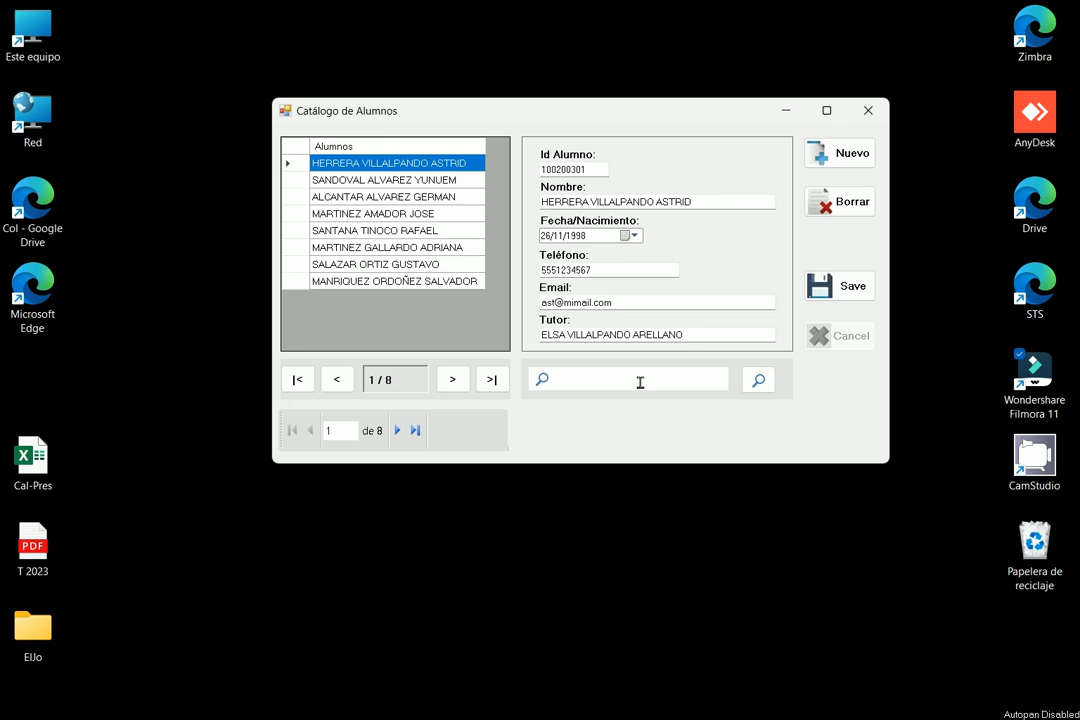 Este equipo
Red
Col - Google
Drive
Microsoft
Edge
Cal-Pres
PDF
T 2023
ElJo
Catálogo de Alumnos
Alumnos
HERRERA VILLALPANDO ASTRID
SANDOVAL ALVAREZ YUNUEM
ALCANTAR ALVAREZ GERMAN
MARTINEZ AMADOR JOSE
SANTANA TINOCO RAFAEL
MARTINEZ GALLARDO ADRIANA
SALAZAR ORTIZ GUSTAVO
MANRIQUEZ ORDOÑEZ SALVADOR
|< < 1 / 8 > >|
1 de 8
Id Alumno:
100200301
Nombre:
HERRERA VILLALPANDO ASTRID
Fecha/Nacimiento:
26/11/1998
Teléfono:
5551234567
Email:
ast@mimail.com
Tutor:
ELSA VILLALPANDO ARELLANO
Nuevo
Borrar
Save
Cancel
Zimbra
AnyDesk
Drive
STS
Wondershare
Filmora 11
CamStudio
Papelera de
reciclaje
Autopan Disabled